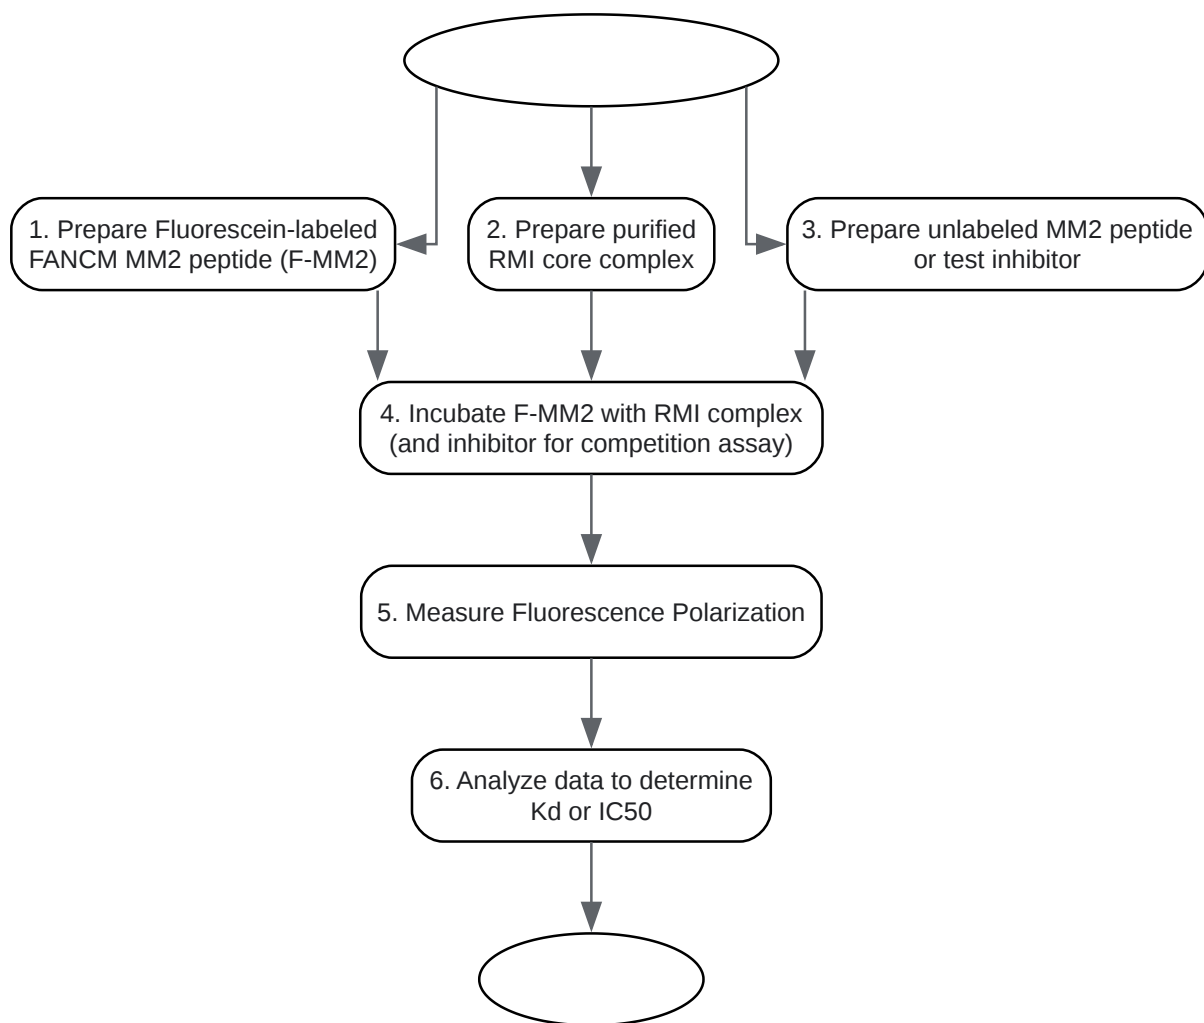 1. Prepare Fluorescein-labeled
FANCM MM2 peptide (F-MM2)
2. Prepare purified
RMI core complex
3. Prepare unlabeled MM2 peptide
or test inhibitor
4. Incubate F-MM2 with RMI complex
(and inhibitor for competition assay)
5. Measure Fluorescence Polarization
6. Analyze data to determine
Kd or IC50